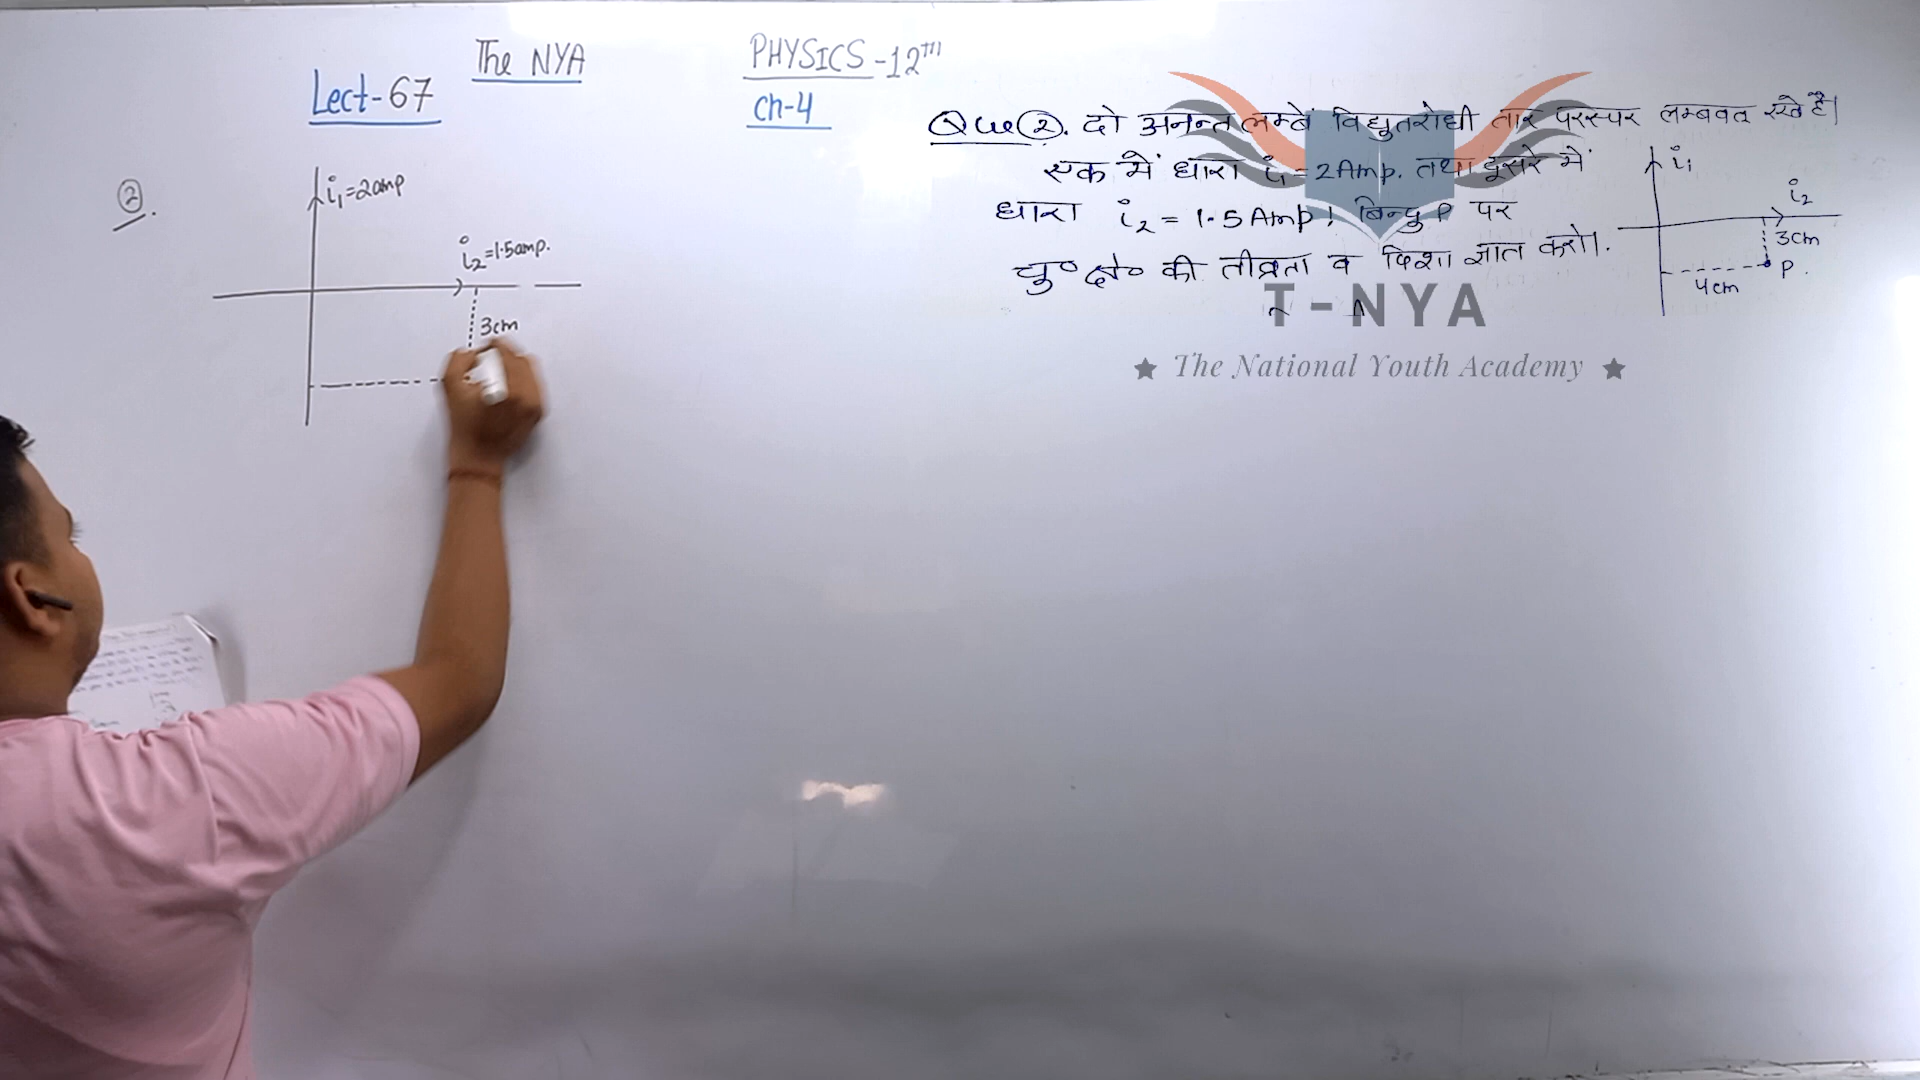 The NYA
PHYSICS-12TH
Lect-67
ch-4
Que②. दो अनन्त लम्बे विद्युतरोधी तार परस्पर लम्बवत रखे है।
एक में धारा i₁=2Amp. तथा दूसरे में
धारा i₂ = 1.5 Amp। बिन्दु P पर
चु० क्षे० की तीव्रता व दिशा ज्ञात करो।.
i₁
i₂
3cm
P.
4cm
②.
i₁=2amp
i₂=1.5amp.
3cm
T-NYA
★ The National Youth Academy ★